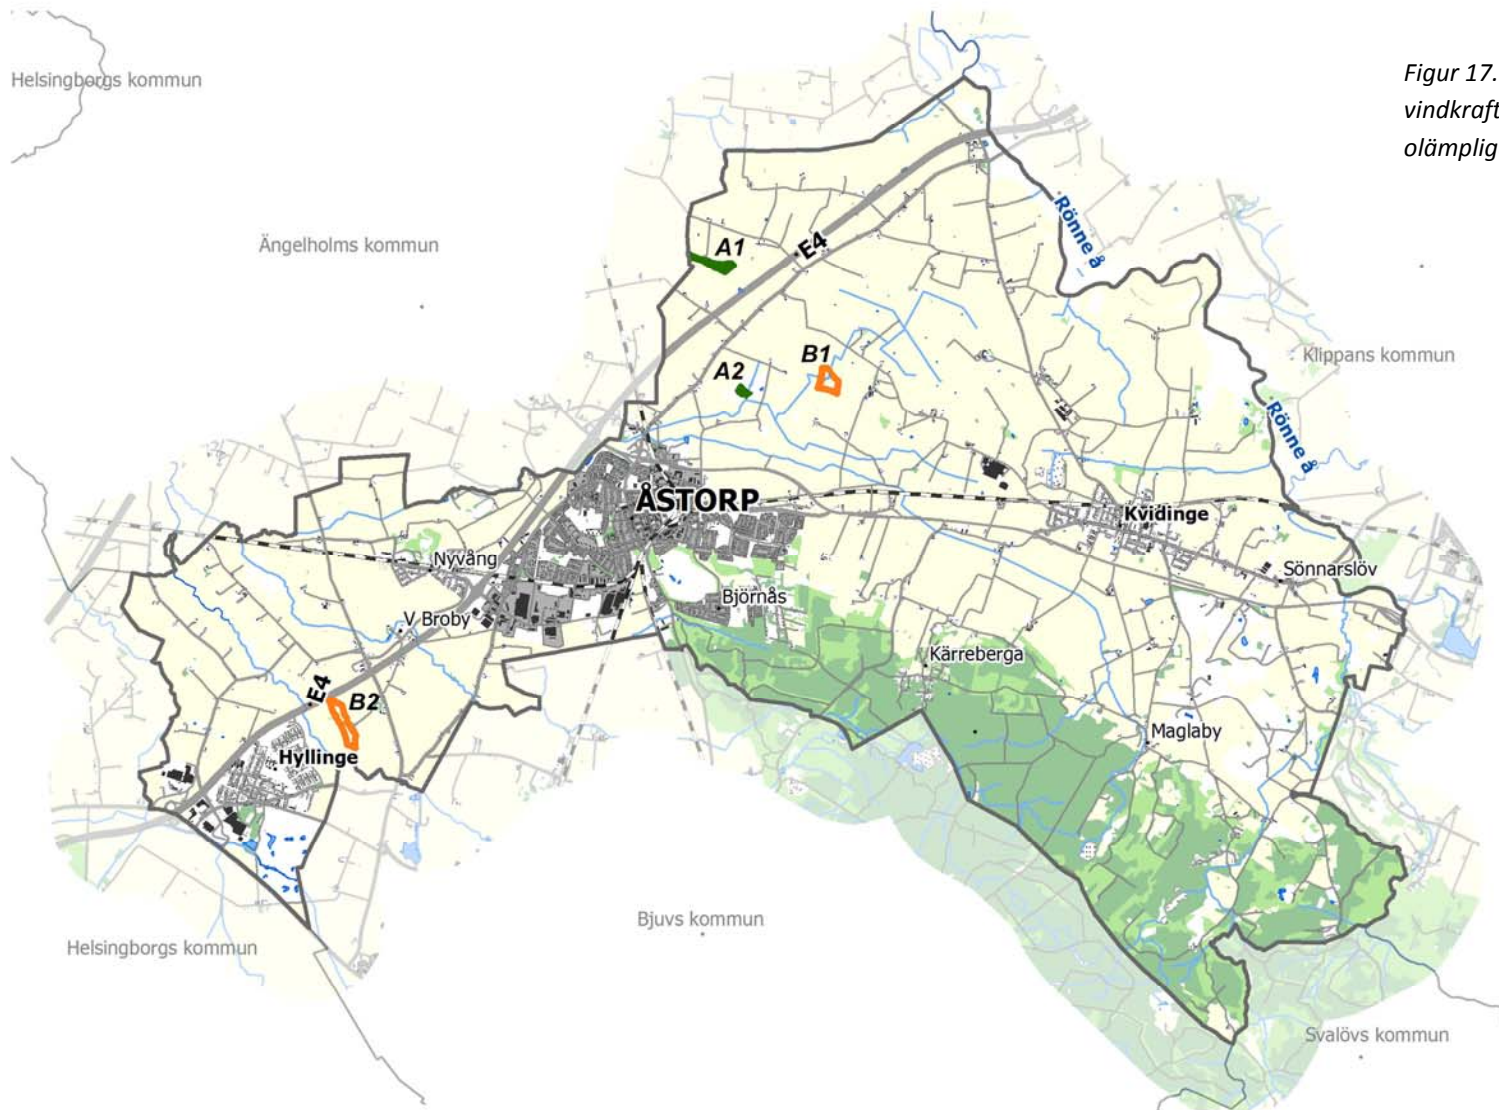 Helsingborgs kommun
Figur 17.
vindkraft
olämplig
Ängelholms kommun
Rönne å
A1
E4
B1
A2
Klippans kommun
Rönne å
ÅSTORP
Kvidinge
Nyvång
Sönnarslöv
Björnås
V Broby
Kärreberga
E4
B2
Maglaby
Hyllinge
Bjuvs kommun
Helsingborgs kommun
Svalövs kommun